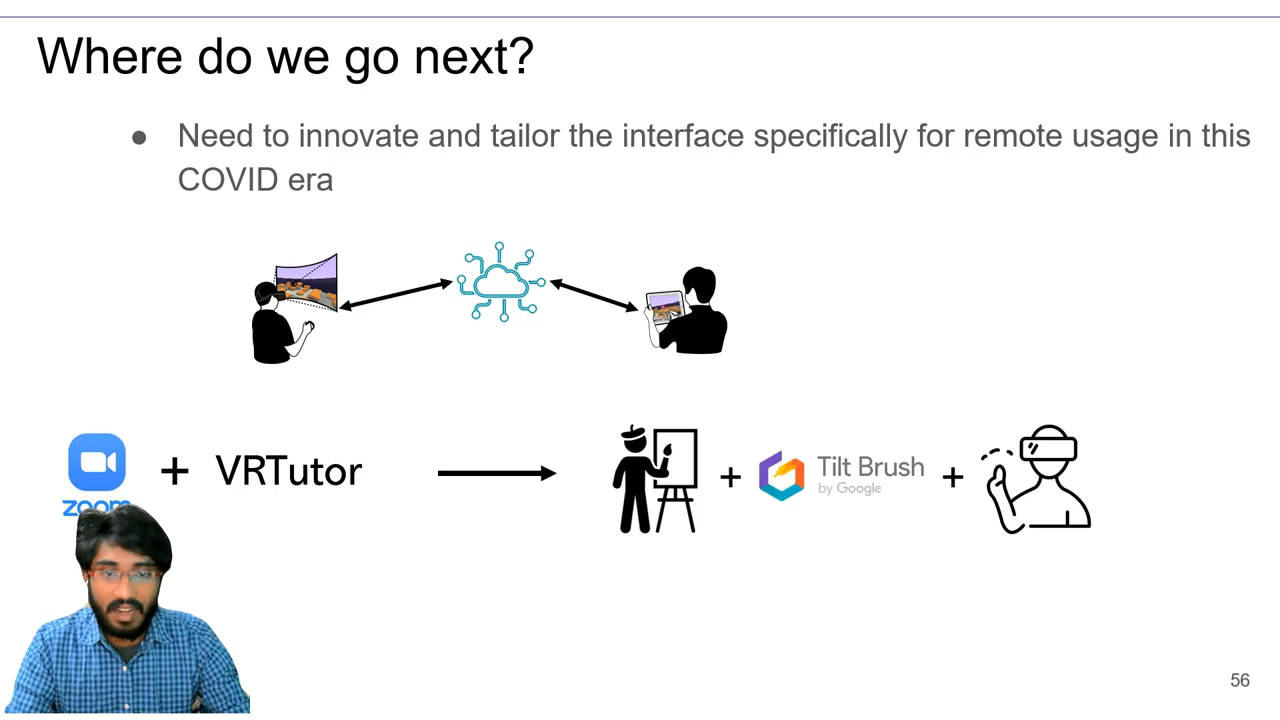 Where do we go next?
● Need to innovate and tailor the interface specifically for remote usage in this
COVID era
zoom + VRTutor + Tilt Brush +
by Google
56